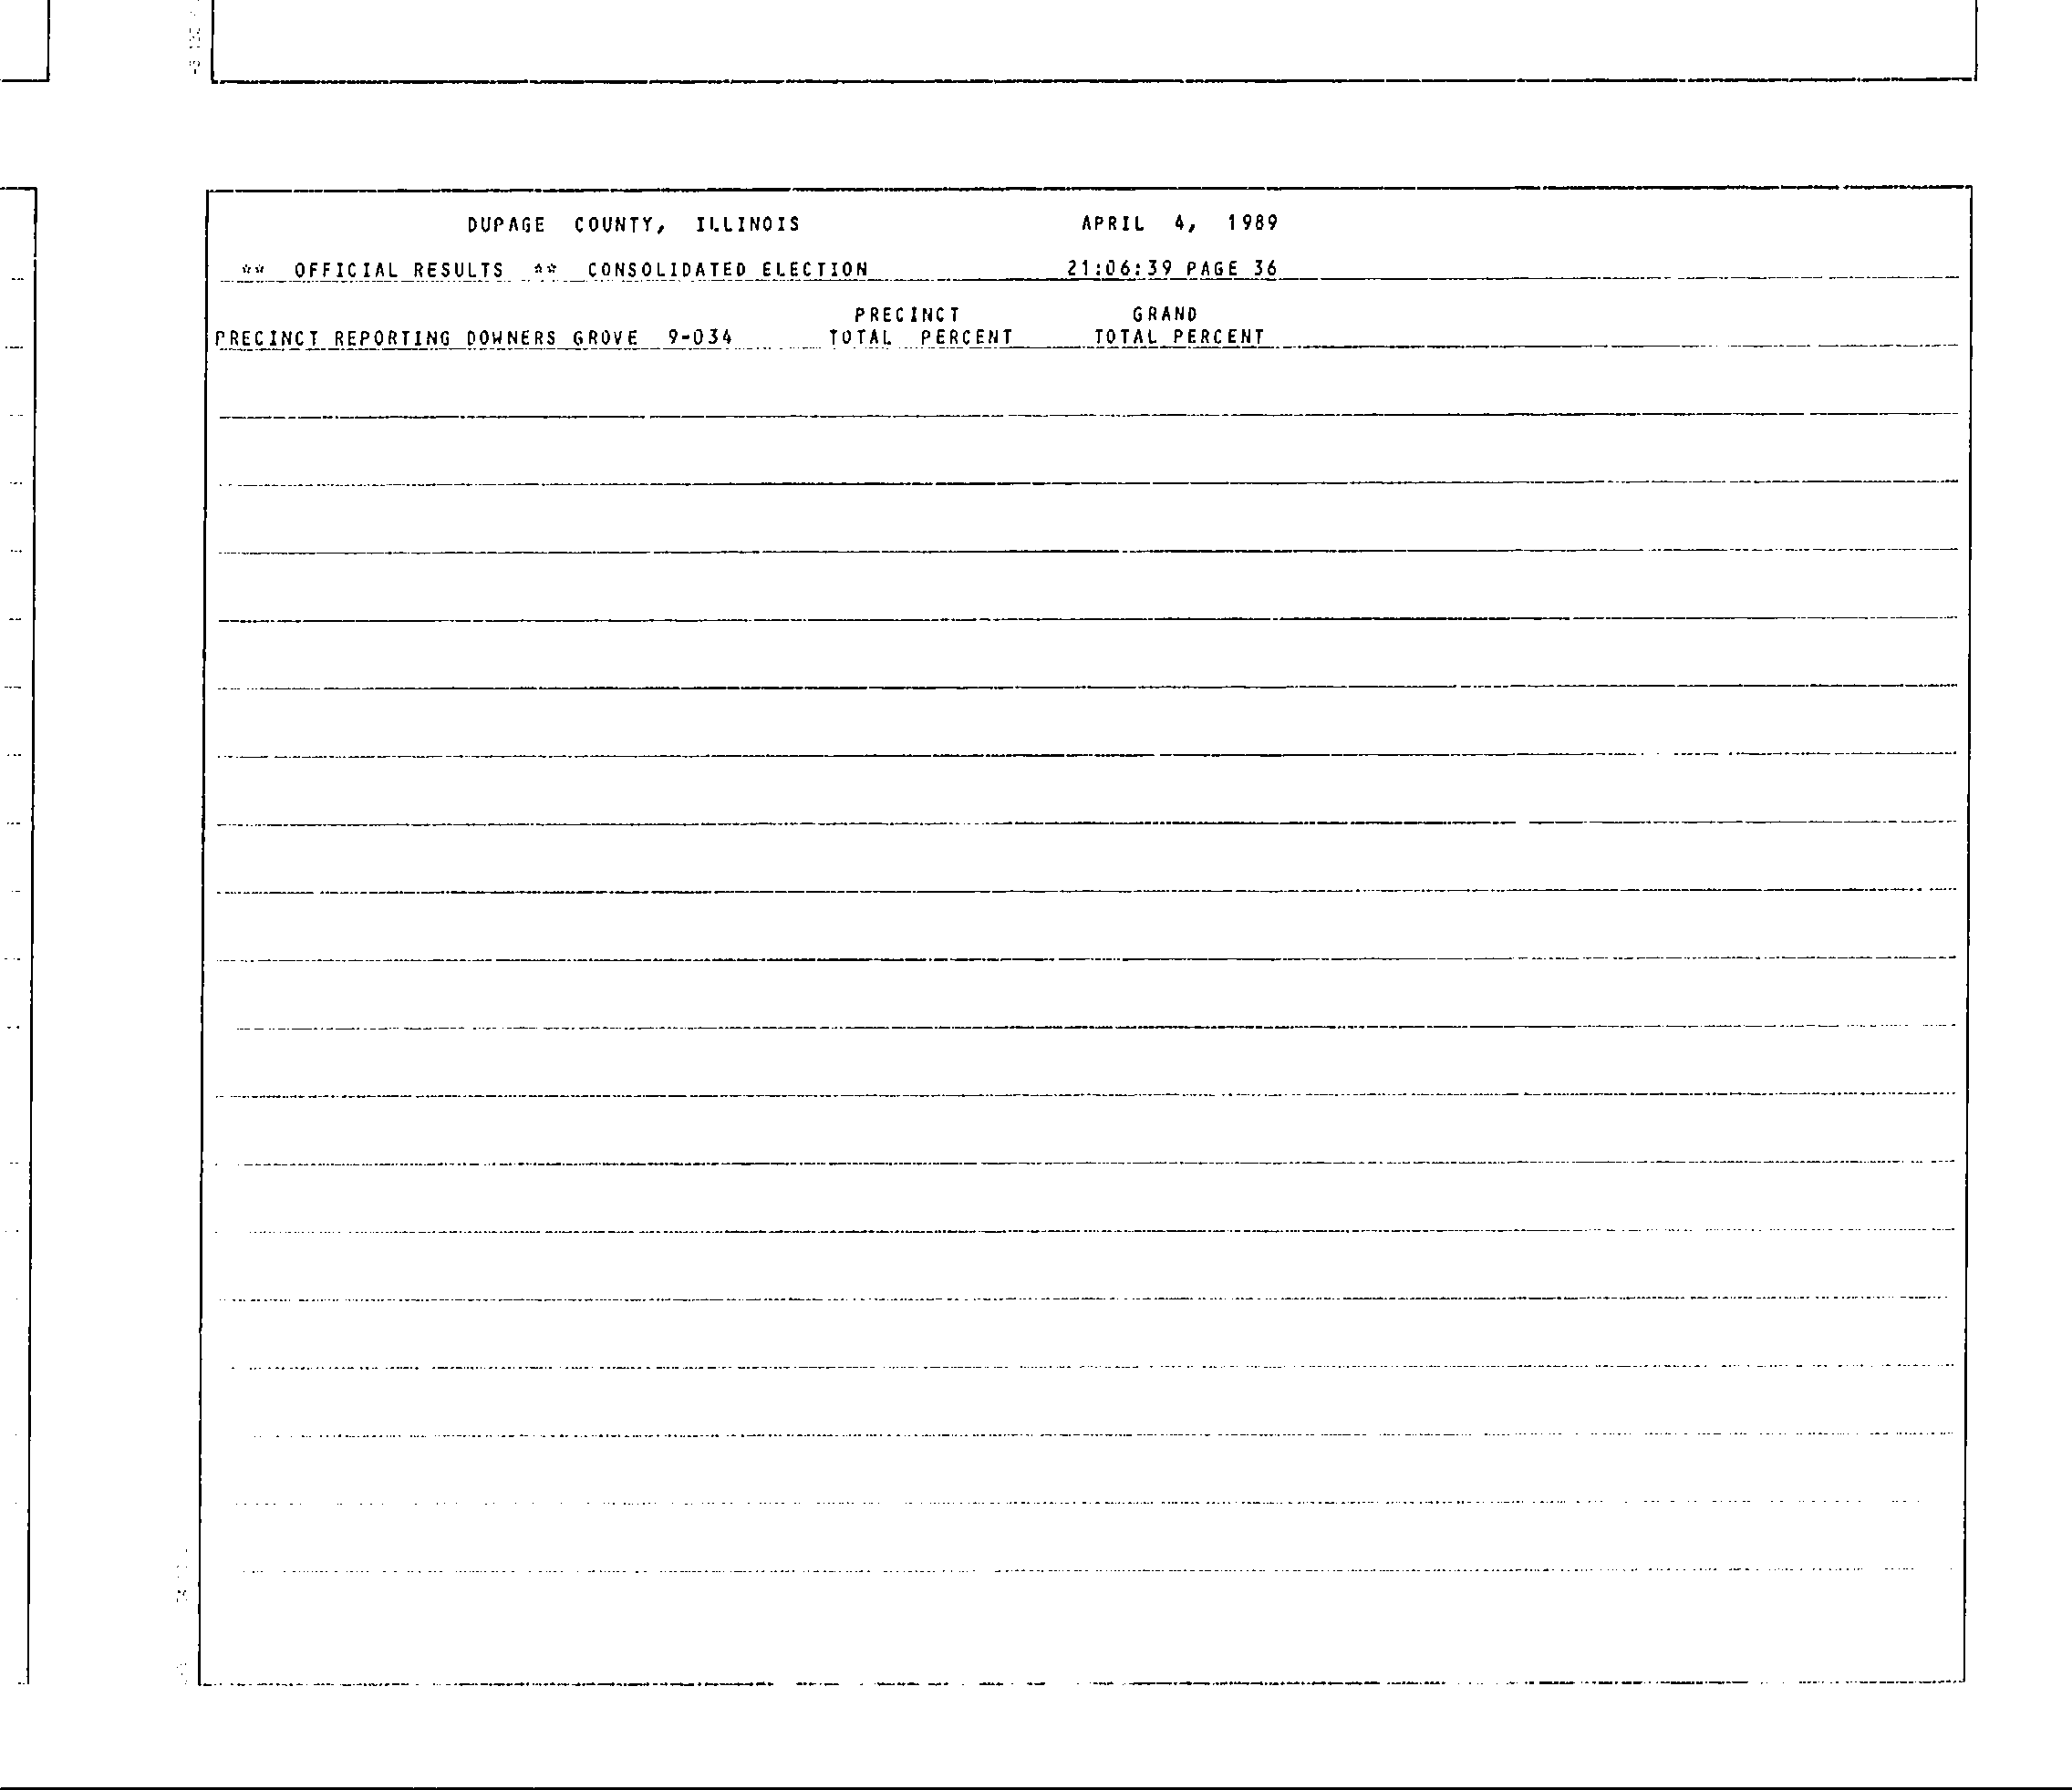 DUPAGE COUNTY, ILLINOIS APRIL 4, 1989
** OFFICIAL RESULTS ** CONSOLIDATED ELECTION 21:06:39 PAGE 36
PRECINCT GRAND
PRECINCT REPORTING DOWNERS GROVE 9-034 TOTAL PERCENT TOTAL PERCENT